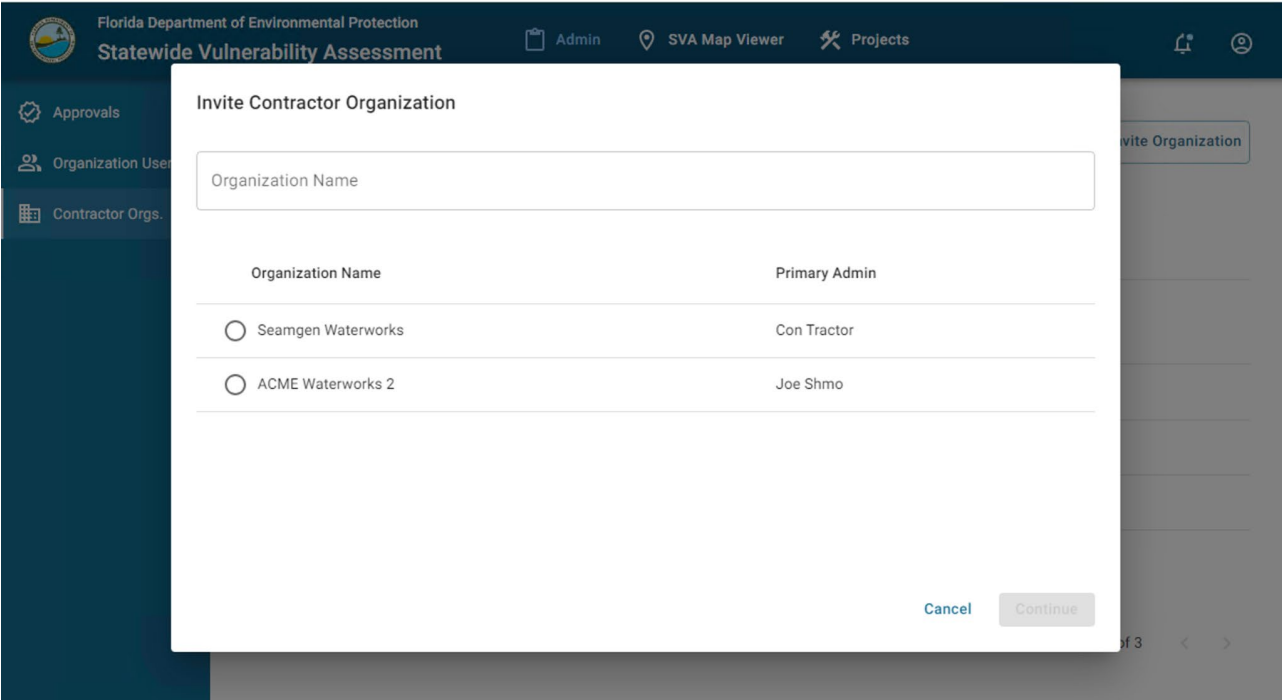 Florida Department of Environmental Protection
Statewide Vulnerability Assessment
Admin
SVA Map Viewer
Projects
Approvals
Organization User
Contractor Orgs.
Invite Contractor Organization
vite Organization
Organization Name
Organization Name Primary Admin
Seamgen Waterworks Con Tractor
ACME Waterworks 2 Joe Shmo
Cancel
Continue
of 3